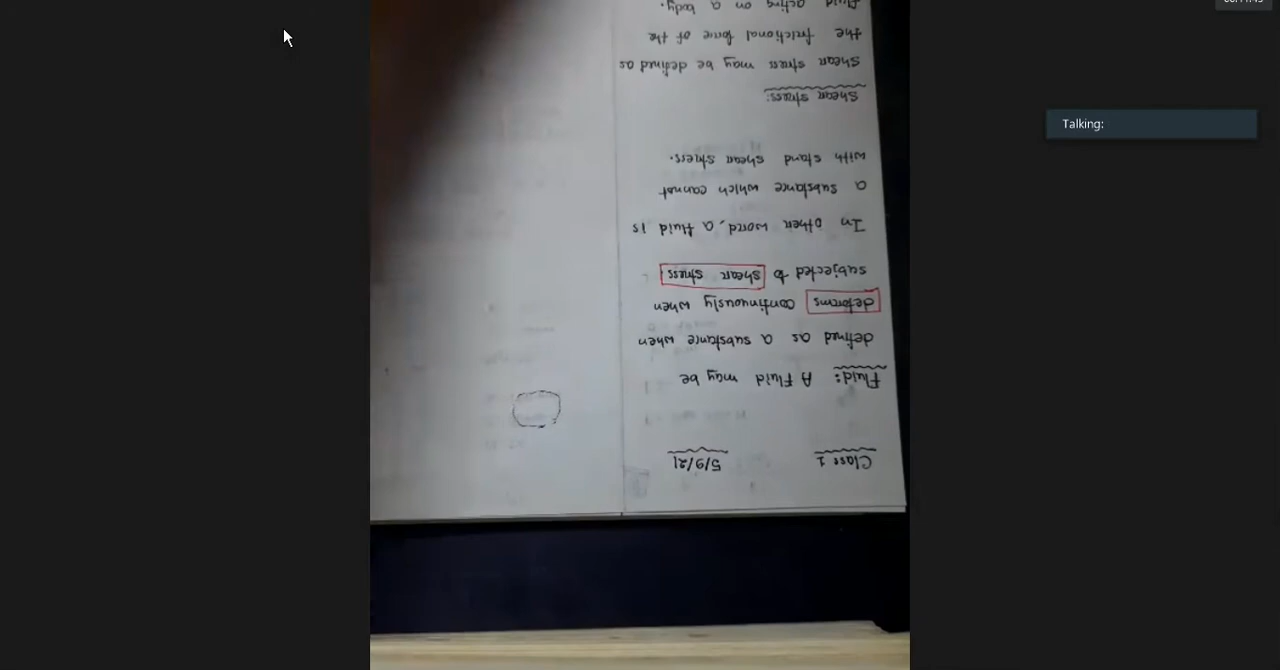 Talking:
Class 1 5/9/21
Fluid: A Fluid may be
defined as a substance when
deforms continuously when
subjected to shear stress.
In other word, a fluid is
a substance which cannot
with stand shear stress.
Shear stress:
Shear stress may be defined as
the frictional force of the
fluid acting on a body.